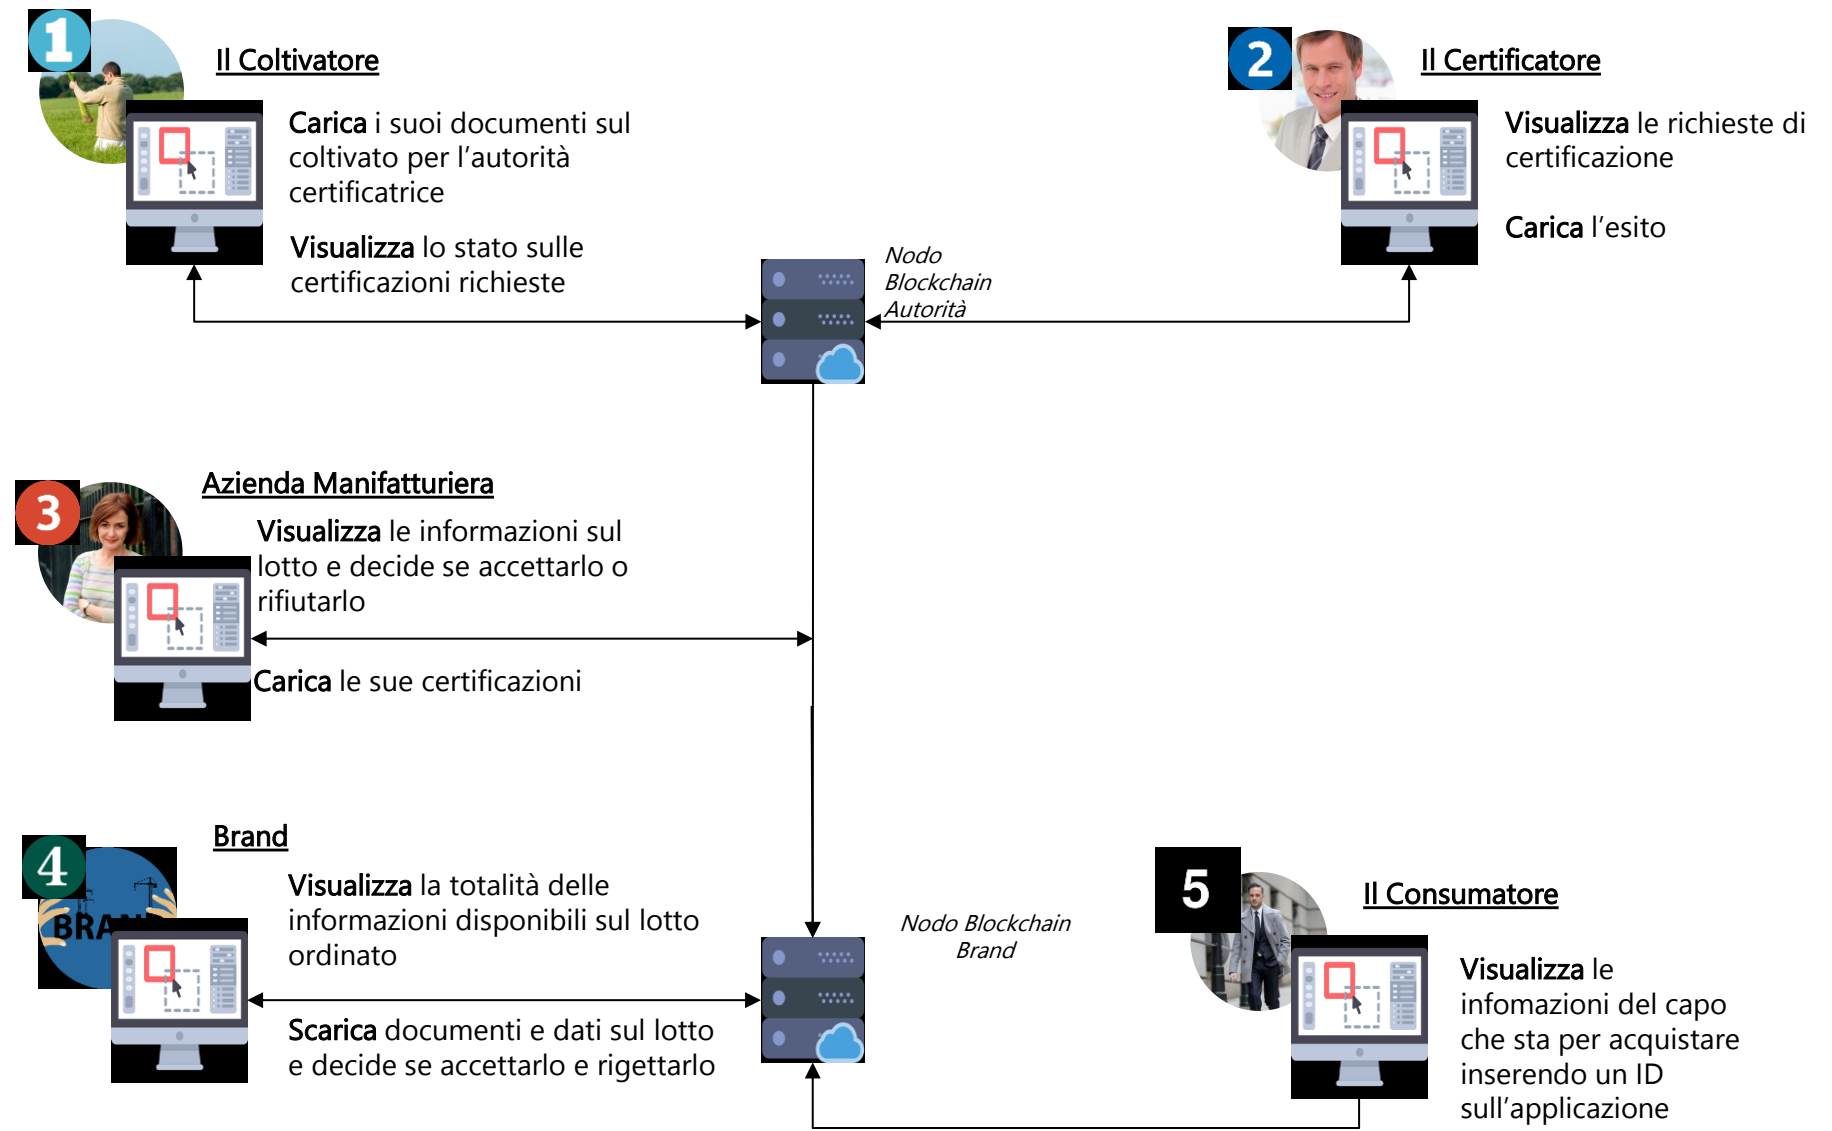 1
Il Coltivatore
Carica i suoi documenti sul
coltivato per l'autorità
certificatrice
Visualizza lo stato sulle
certificazioni richieste
2
Il Certificatore
Visualizza le richieste di
certificazione
Carica l'esito
Nodo
Blockchain
Autorità
3
Azienda Manifatturiera
Visualizza le informazioni sul
lotto e decide se accettarlo o
rifiutarlo
Carica le sue certificazioni
4
BRAND
Brand
Visualizza la totalità delle
informazioni disponibili sul lotto
ordinato
Scarica documenti e dati sul lotto
e decide se accettarlo e rigettarlo
Nodo Blockchain
Brand
5
Il Consumatore
Visualizza le
infomazioni del capo
che sta per acquistare
inserendo un ID
sull'applicazione